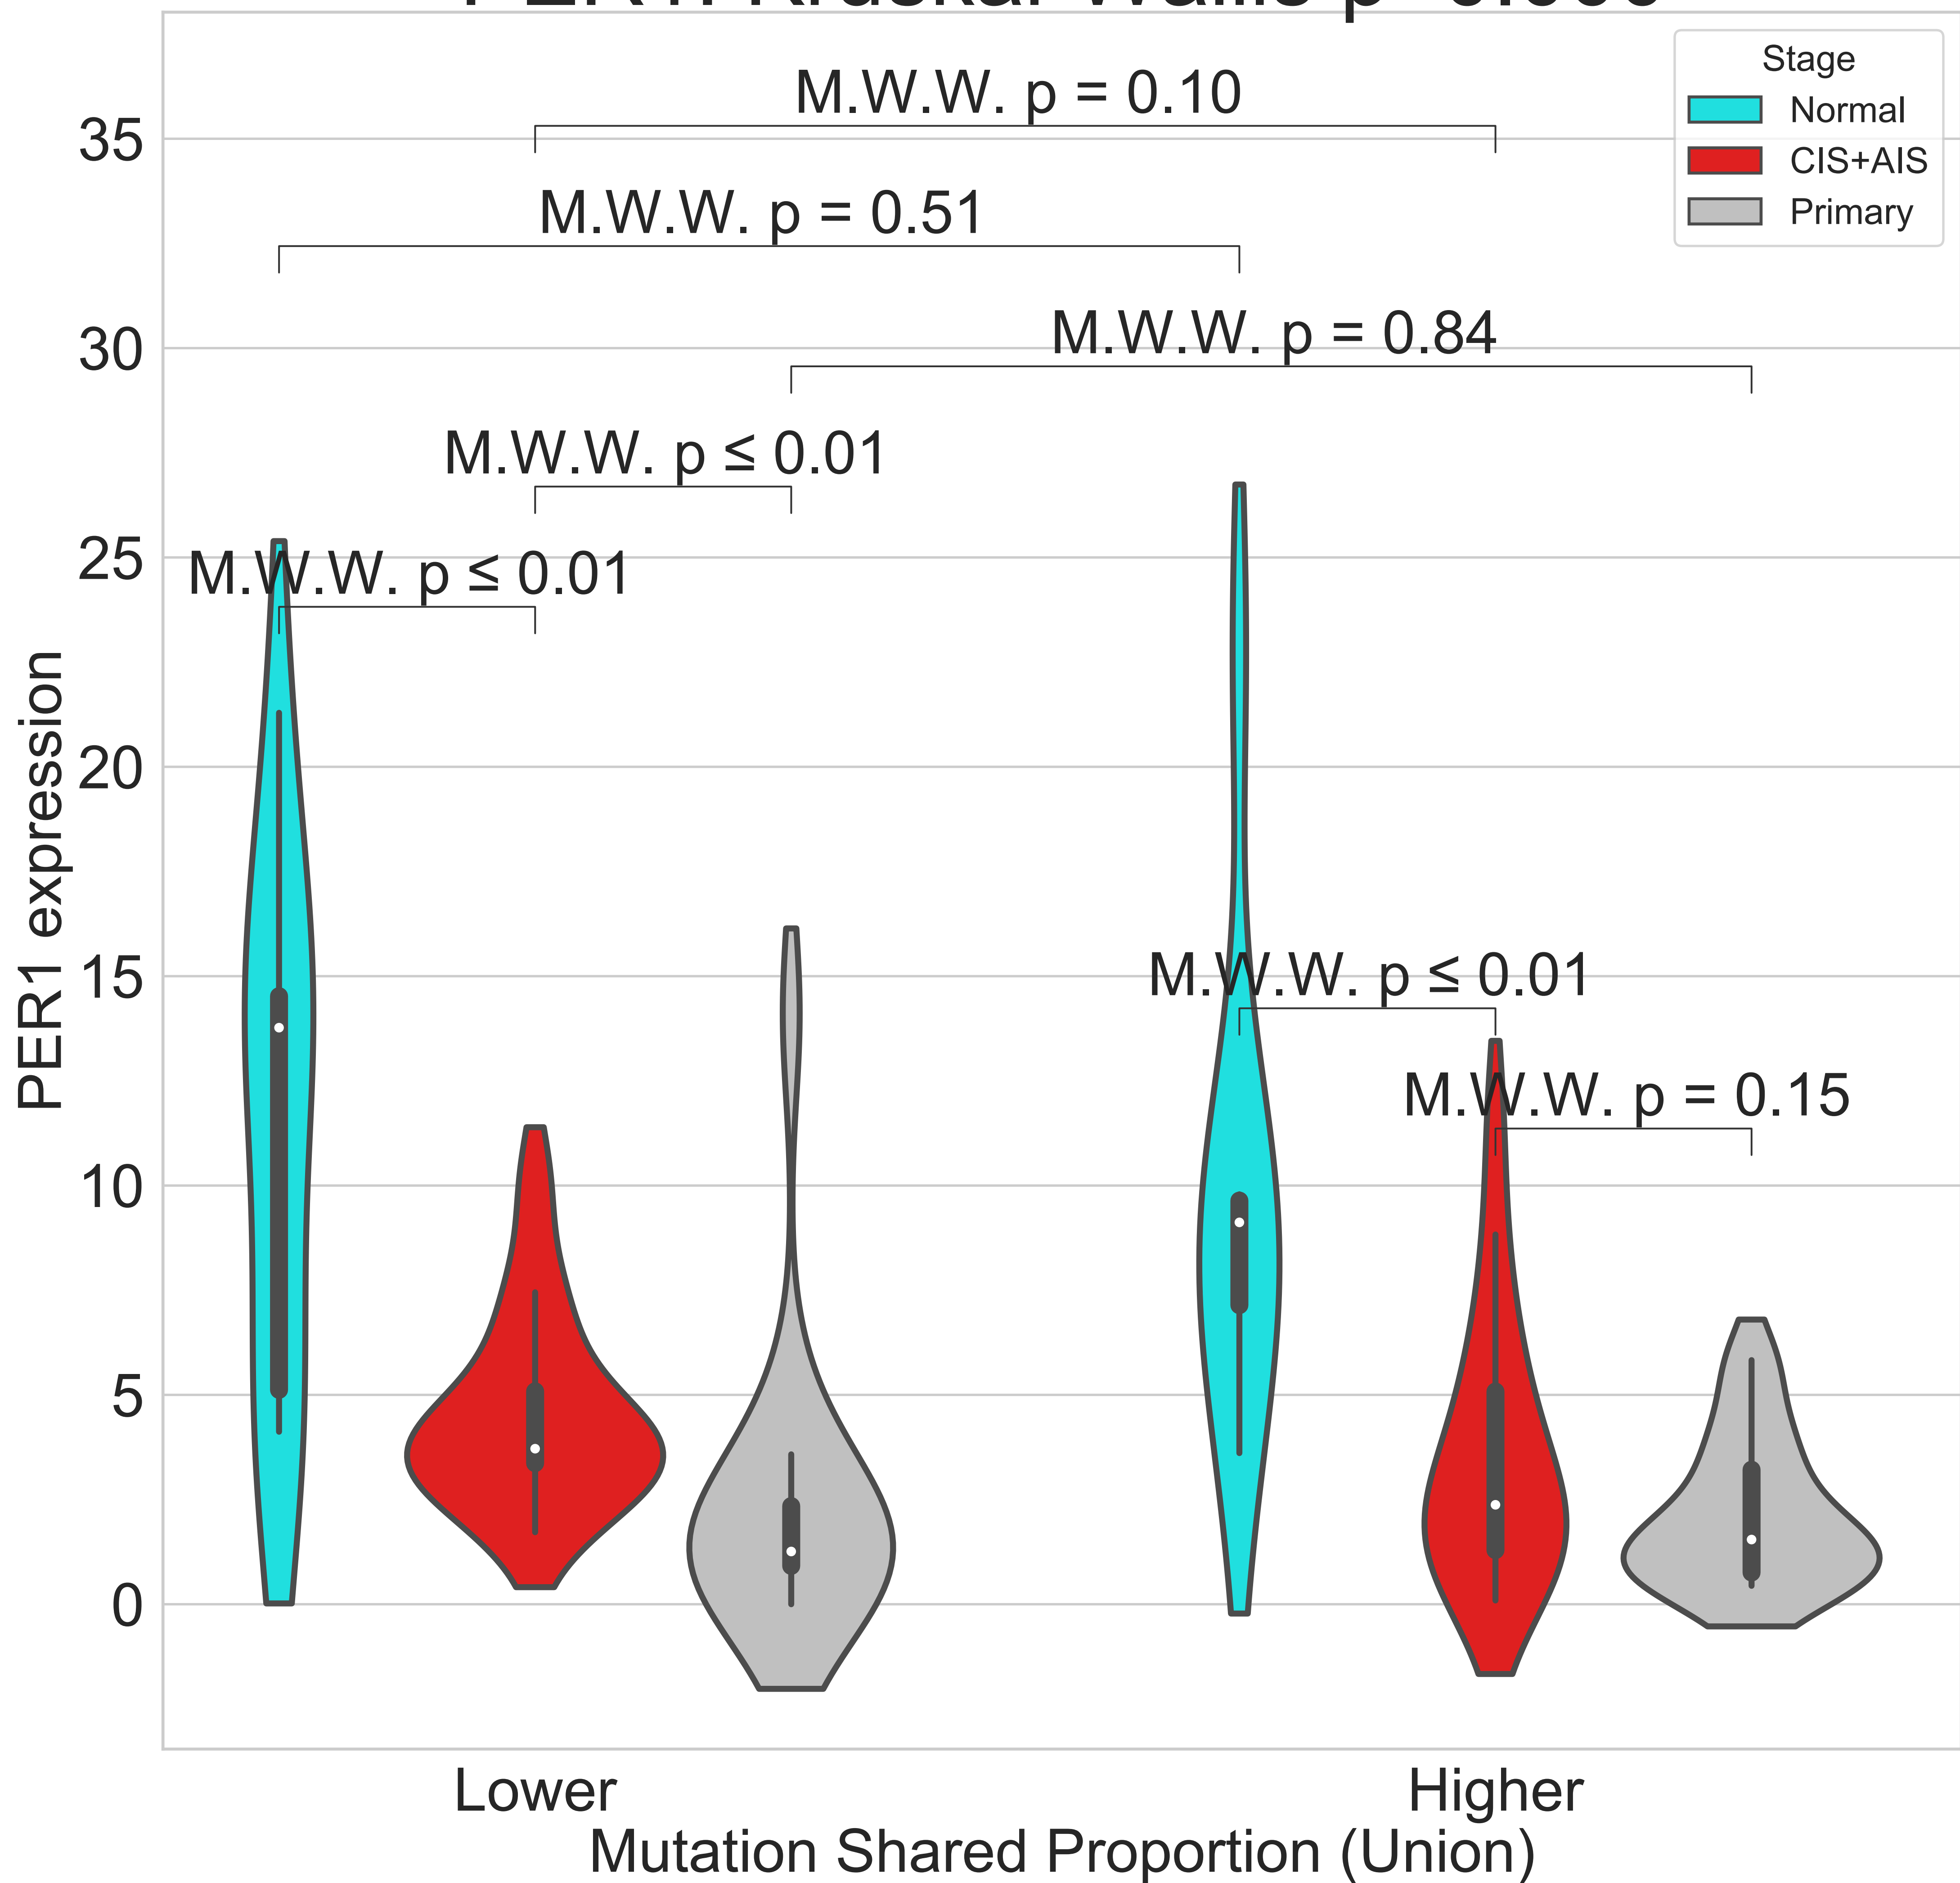 Stage
Normal
CIS+AIS
Primary
M.W.W. p = 0.10
M.W.W. p = 0.51
M.W.W. p = 0.84
M.W.W. p ≤ 0.01
M.W.W. p ≤ 0.01
M.W.W. p ≤ 0.01
M.W.W. p = 0.15
35
30
25
20
15
10
5
0
PER1 expression
Lower
Higher
Mutation Shared Proportion (Union)